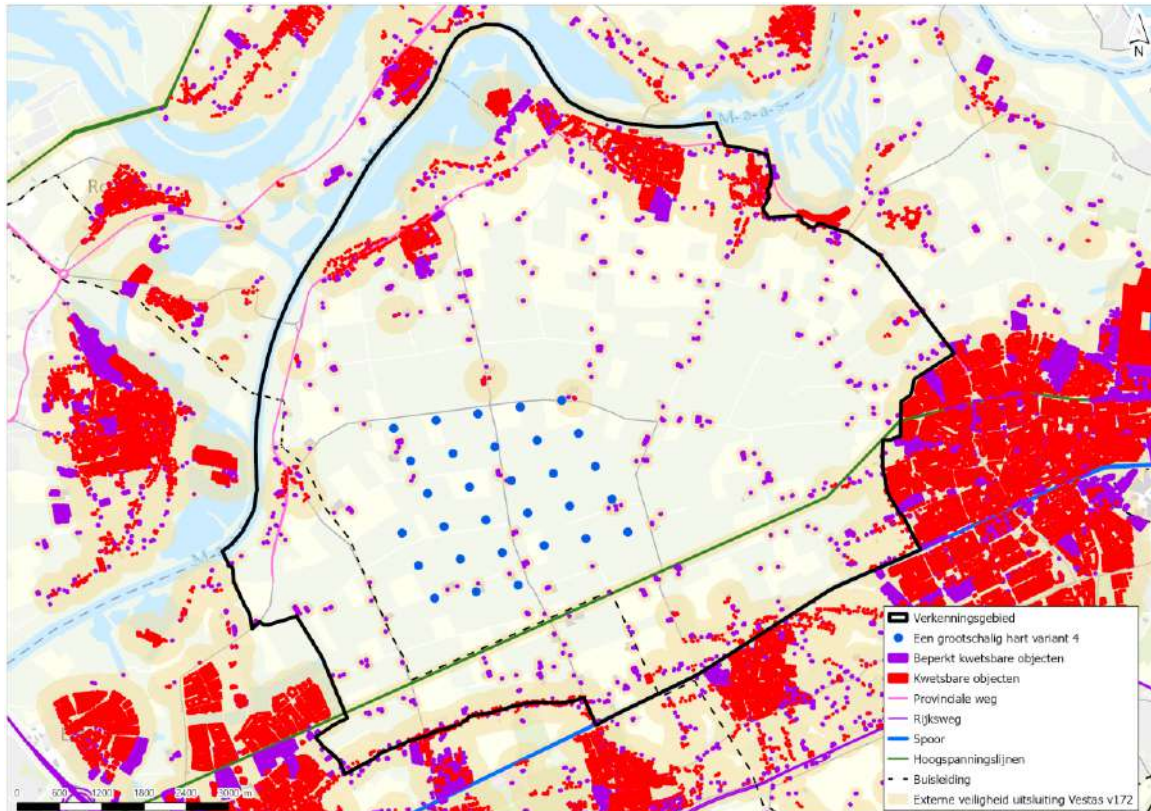 N
M-a-a-s
Verkenningsgebied
Een grootschalig hart variant 4
Beperkt kwetsbare objecten
Kwetsbare objecten
Provinciale weg
Rijksweg
Spoor
Hoogspanningslijnen
Buisleiding
Externe veiligheid uitsluiting Vestas v172
0 600 1200 1800 2400 3000 m